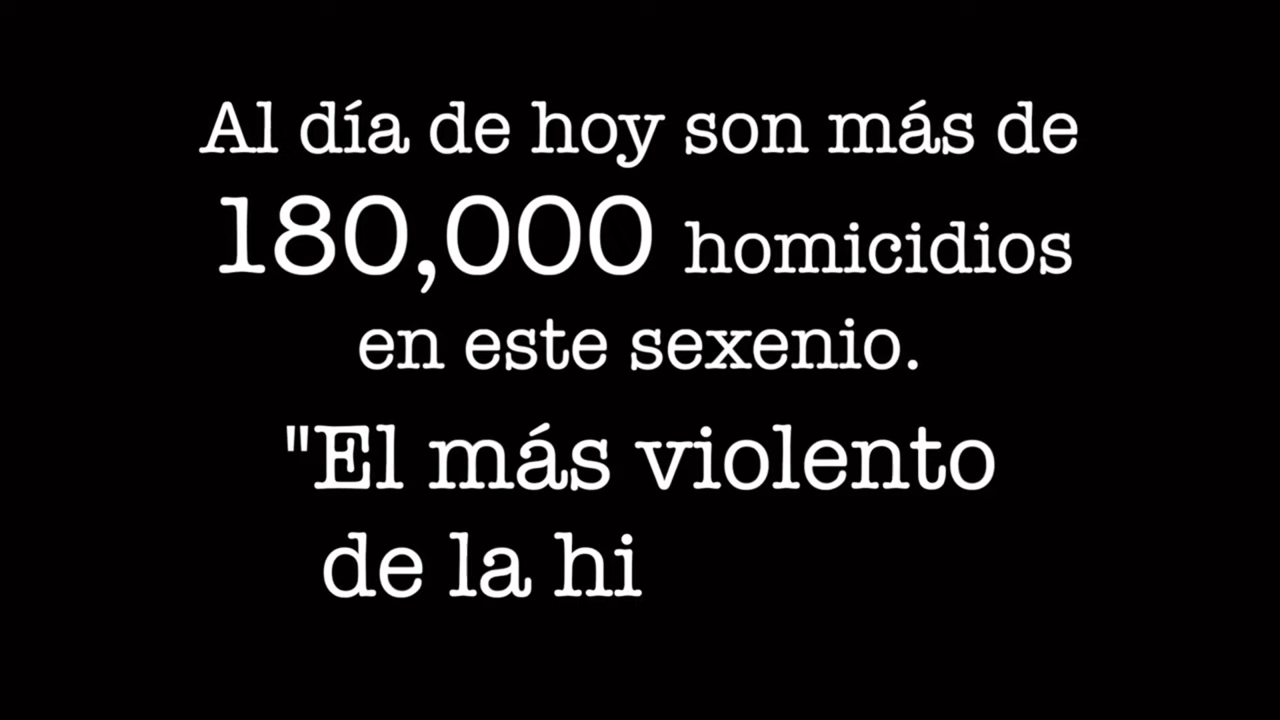 Al día de hoy son más de
180,000 homicidios
en este sexenio.
"El más violento
de la hi